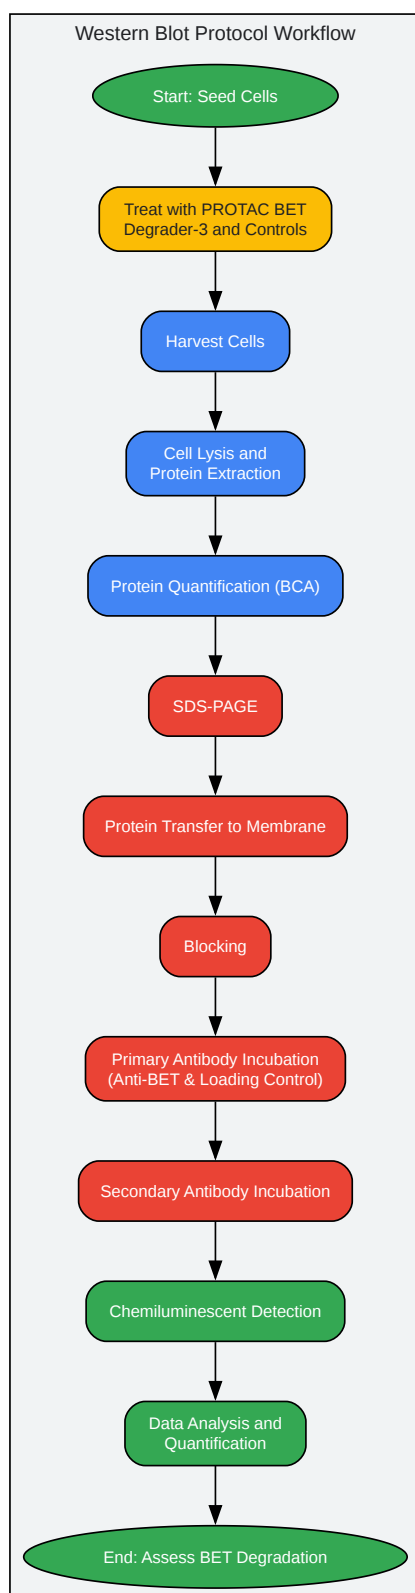 Western Blot Protocol Workflow
Start: Seed Cells
Treat with PROTAC BET
Degrader-3 and Controls
Harvest Cells
Cell Lysis and
Protein Extraction
Protein Quantification (BCA)
SDS-PAGE
Protein Transfer to Membrane
Blocking
Primary Antibody Incubation
(Anti-BET & Loading Control)
Secondary Antibody Incubation
Chemiluminescent Detection
Data Analysis and
Quantification
End: Assess BET Degradation